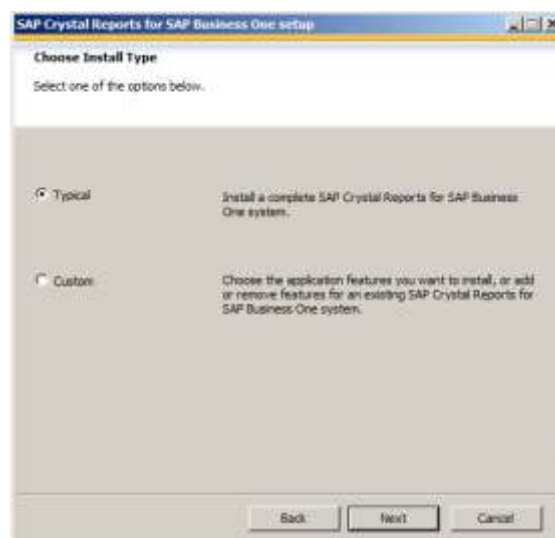 SAP Crystal Reports for SAP Business One setup
Choose Install Type
Select one of the options below.
Typical
Install a complete SAP Crystal Reports for SAP Business
One system.
Custom
Choose the application features you want to install, or add
or remove features for an existing SAP Crystal Reports for
SAP Business One system.
Back
Next
Cancel